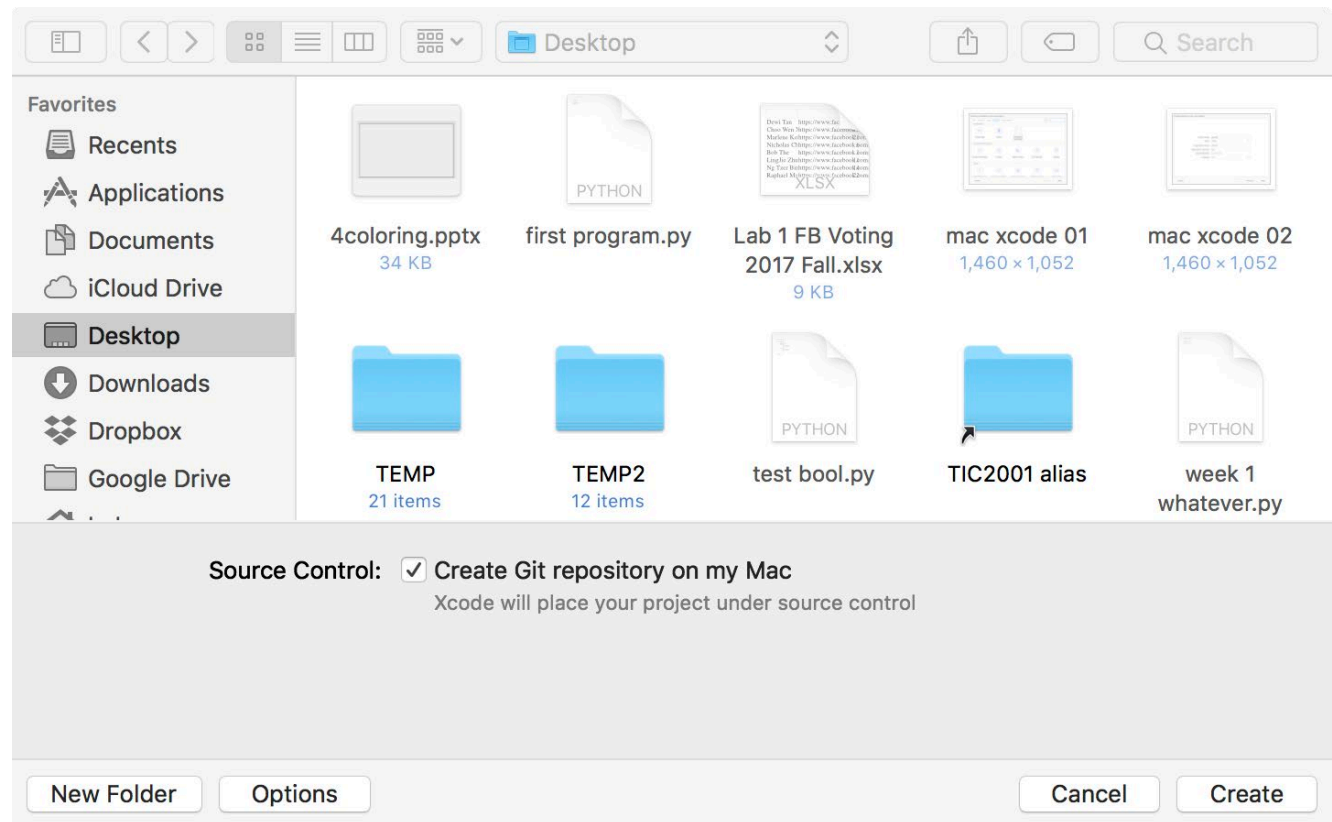 Desktop
Search
Favorites
Recents
Applications
Documents
iCloud Drive
Desktop
Downloads
Dropbox
Google Drive
PYTHON
XLSX
4coloring.pptx
34 KB
first program.py
Lab 1 FB Voting
2017 Fall.xlsx
9 KB
mac xcode 01
1,460 × 1,052
mac xcode 02
1,460 × 1,052
PYTHON
PYTHON
TEMP
21 items
TEMP2
12 items
test bool.py
TIC2001 alias
week 1
whatever.py
Source Control:
Create Git repository on my Mac
Xcode will place your project under source control
New Folder
Options
Cancel
Create